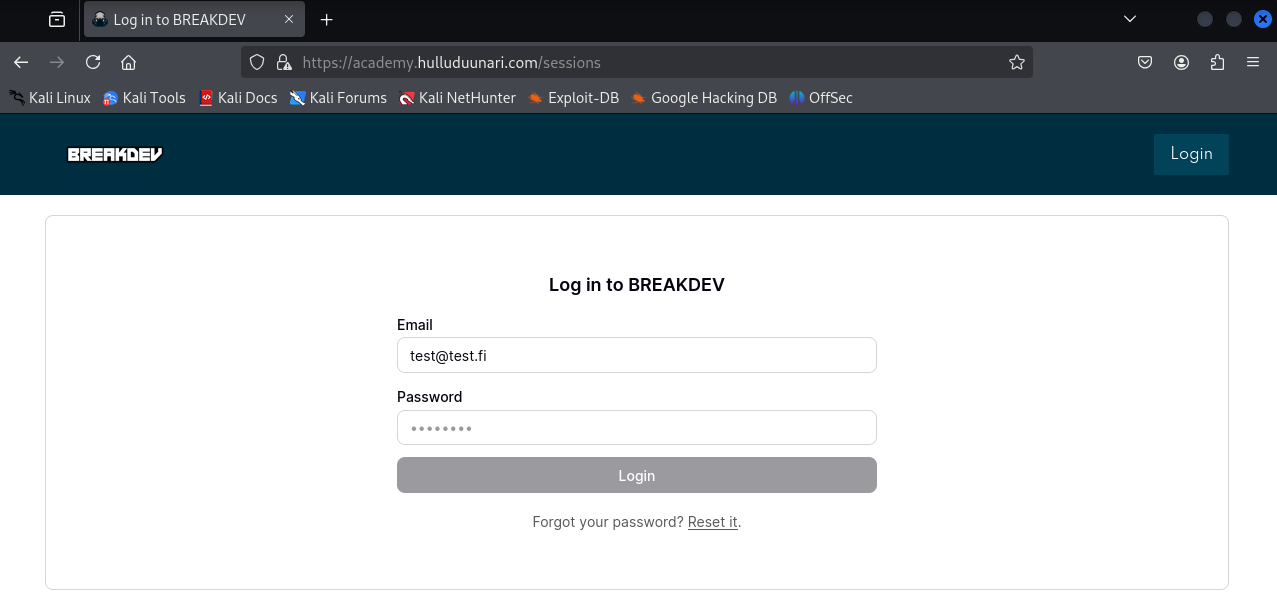 Log in to BREAKDEV
https://academy.hulluduunari.com/sessions
Kali Linux Kali Tools Kali Docs Kali Forums Kali NetHunter Exploit-DB Google Hacking DB OffSec
BREAKDEV Login
Log in to BREAKDEV
Email
test@test.fi
Password
Login
Forgot your password? Reset it.